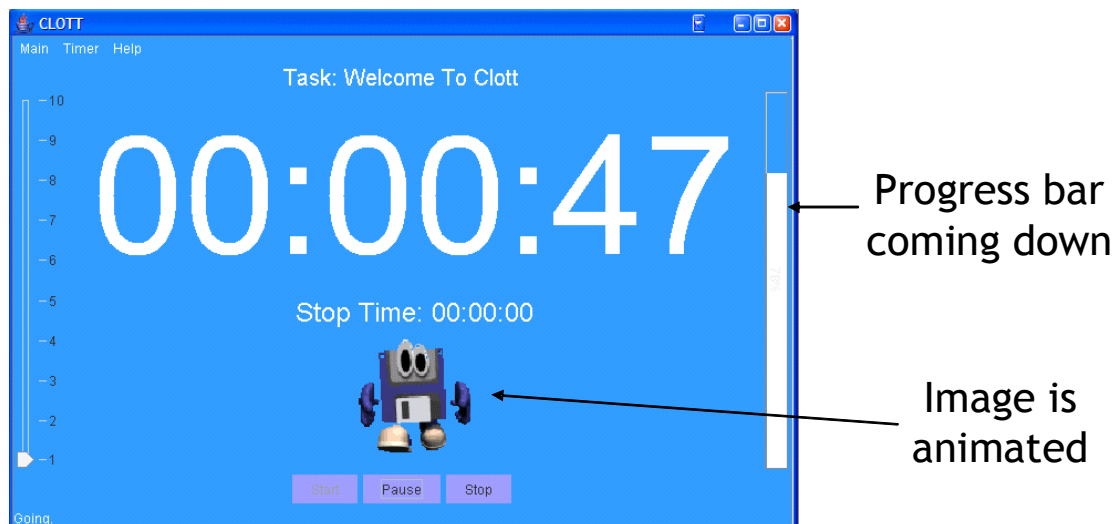 CLOTT
Main Timer Help
Task: Welcome To Clott
10
9
8
7
6
5
4
3
2
1
00:00:47
78%
Stop Time: 00:00:00
Start Pause Stop
Going.
Progress bar
coming down
Image is
animated